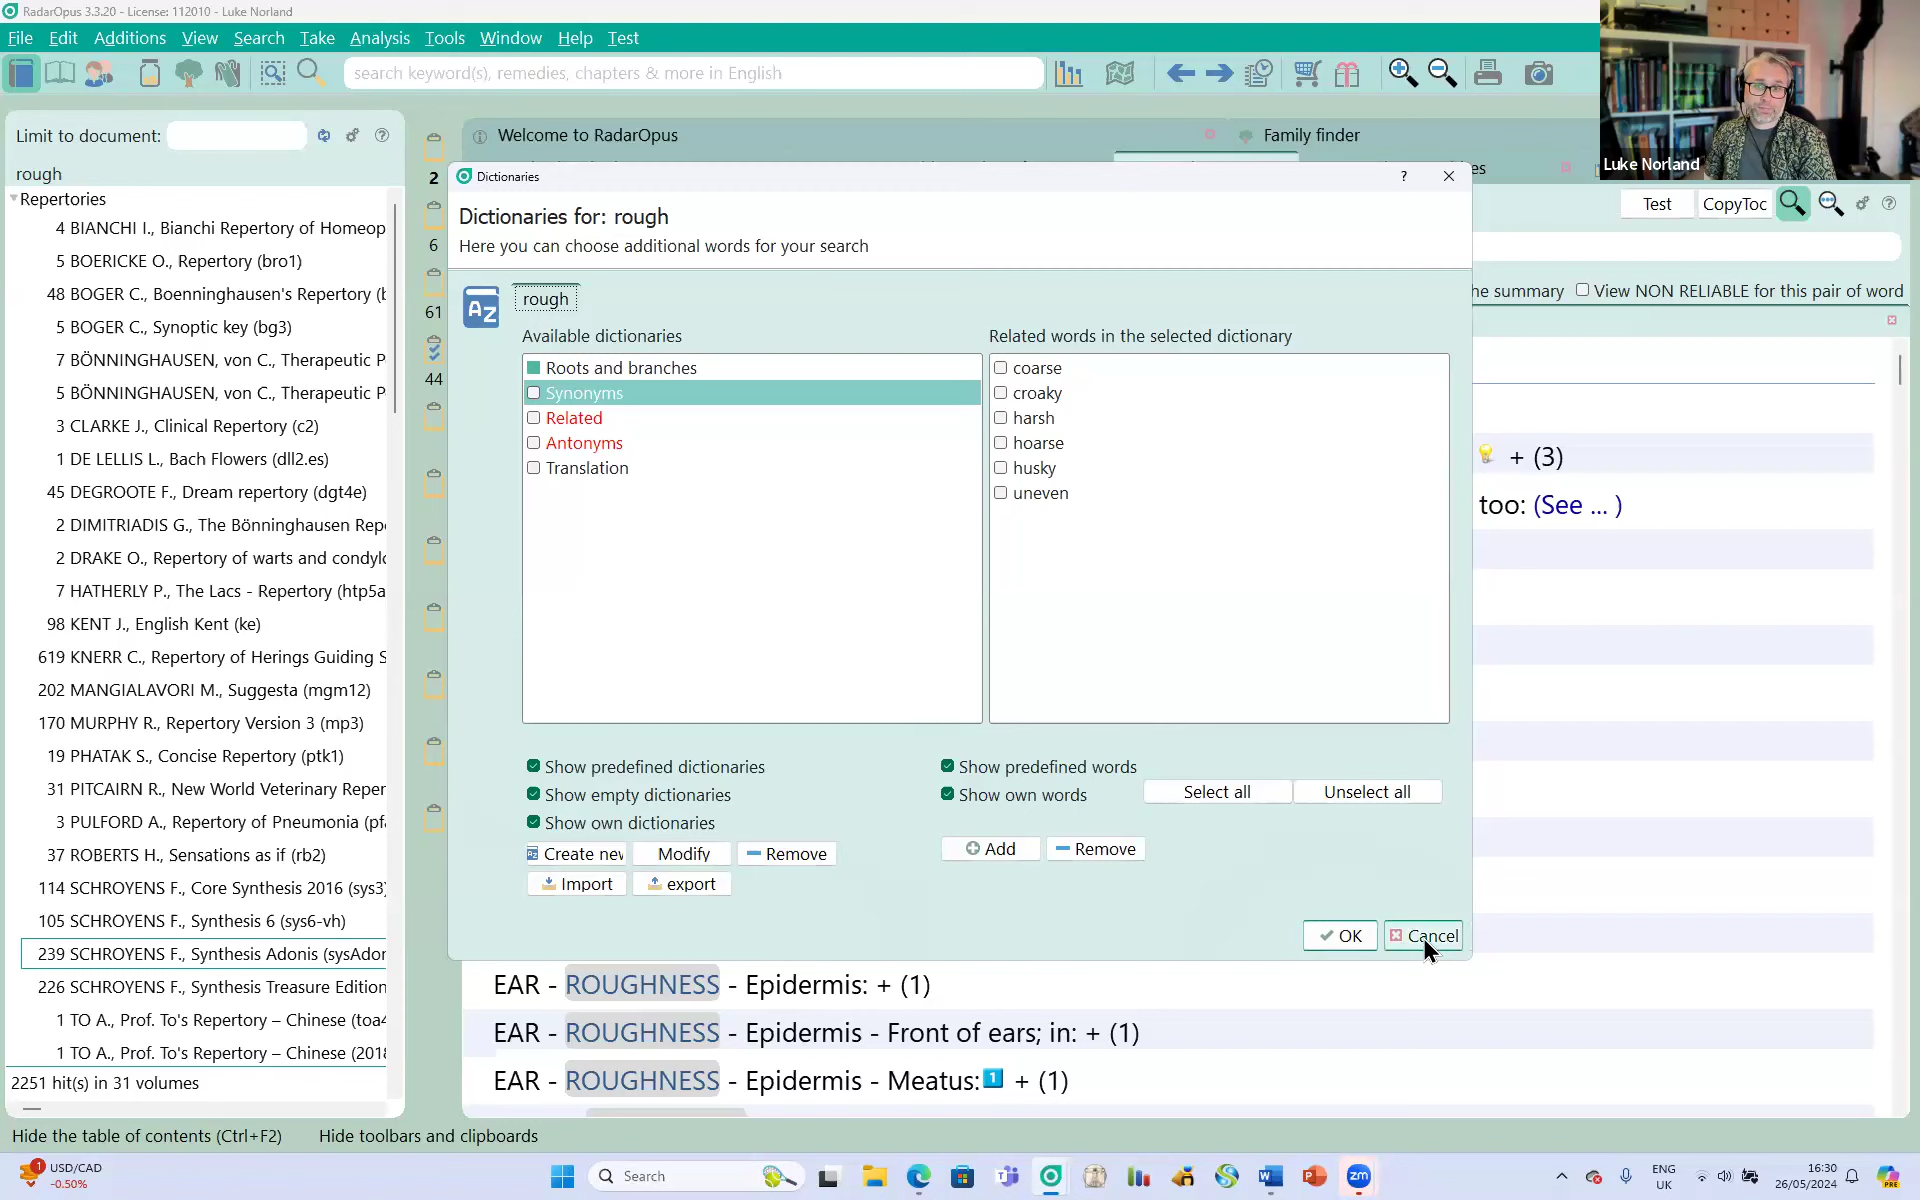 RadarOpus 3.3.20 - License: 112010 - Luke Norland
File Edit Additions View Search Take Analysis Tools Window Help Test
search keyword(s), remedies, chapters & more in English
Luke Norland
Limit to document:
Welcome to RadarOpus
Family finder
rough
Repertories
4 BIANCHI I., Bianchi Repertory of Homeop
5 BOERICKE O., Repertory (bro1)
48 BOGER C., Boenninghausen's Repertory (b
5 BOGER C., Synoptic key (bg3)
7 BÖNNINGHAUSEN, von C., Therapeutic P
5 BÖNNINGHAUSEN, von C., Therapeutic P
3 CLARKE J., Clinical Repertory (c2)
1 DE LELLIS L., Bach Flowers (dll2.es)
45 DEGROOTE F., Dream repertory (dgt4e)
2 DIMITRIADIS G., The Bönninghausen Rep
2 DRAKE O., Repertory of warts and condyl
7 HATHERLY P., The Lacs - Repertory (htp5a
98 KENT J., English Kent (ke)
619 KNERR C., Repertory of Herings Guiding S
202 MANGIALAVORI M., Suggesta (mgm12)
170 MURPHY R., Repertory Version 3 (mp3)
19 PHATAK S., Concise Repertory (ptk1)
31 PITCAIRN R., New World Veterinary Reper
3 PULFORD A., Repertory of Pneumonia (pf
37 ROBERTS H., Sensations as if (rb2)
114 SCHROYENS F., Core Synthesis 2016 (sys3)
105 SCHROYENS F., Synthesis 6 (sys6-vh)
239 SCHROYENS F., Synthesis Adonis (sysAdor
226 SCHROYENS F., Synthesis Treasure Edition
1 TO A., Prof. To's Repertory – Chinese (toa4
1 TO A., Prof. To's Repertory – Chinese (2018
2251 hit(s) in 31 volumes
2
6
61
44
Dictionaries
?
Dictionaries for: rough
Here you can choose additional words for your search
AZ
rough
Available dictionaries
Roots and branches
Synonyms
Related
Antonyms
Translation
Related words in the selected dictionary
coarse
croaky
harsh
hoarse
husky
uneven
Show predefined dictionaries
Show empty dictionaries
Show own dictionaries
Create new
Modify
Remove
Import
export
Show predefined words
Show own words
Select all
Unselect all
Add
Remove
OK
Cancel
Test
CopyToc
he summary
View NON RELIABLE for this pair of word
+ (3)
too: (See ... )
EAR - ROUGHNESS - Epidermis: + (1)
EAR - ROUGHNESS - Epidermis - Front of ears; in: + (1)
EAR - ROUGHNESS - Epidermis - Meatus:1 + (1)
Hide the table of contents (Ctrl+F2)
Hide toolbars and clipboards
1
USD/CAD
-0.50%
Search
zm
ENG
UK
16:30
26/05/2024
PRE